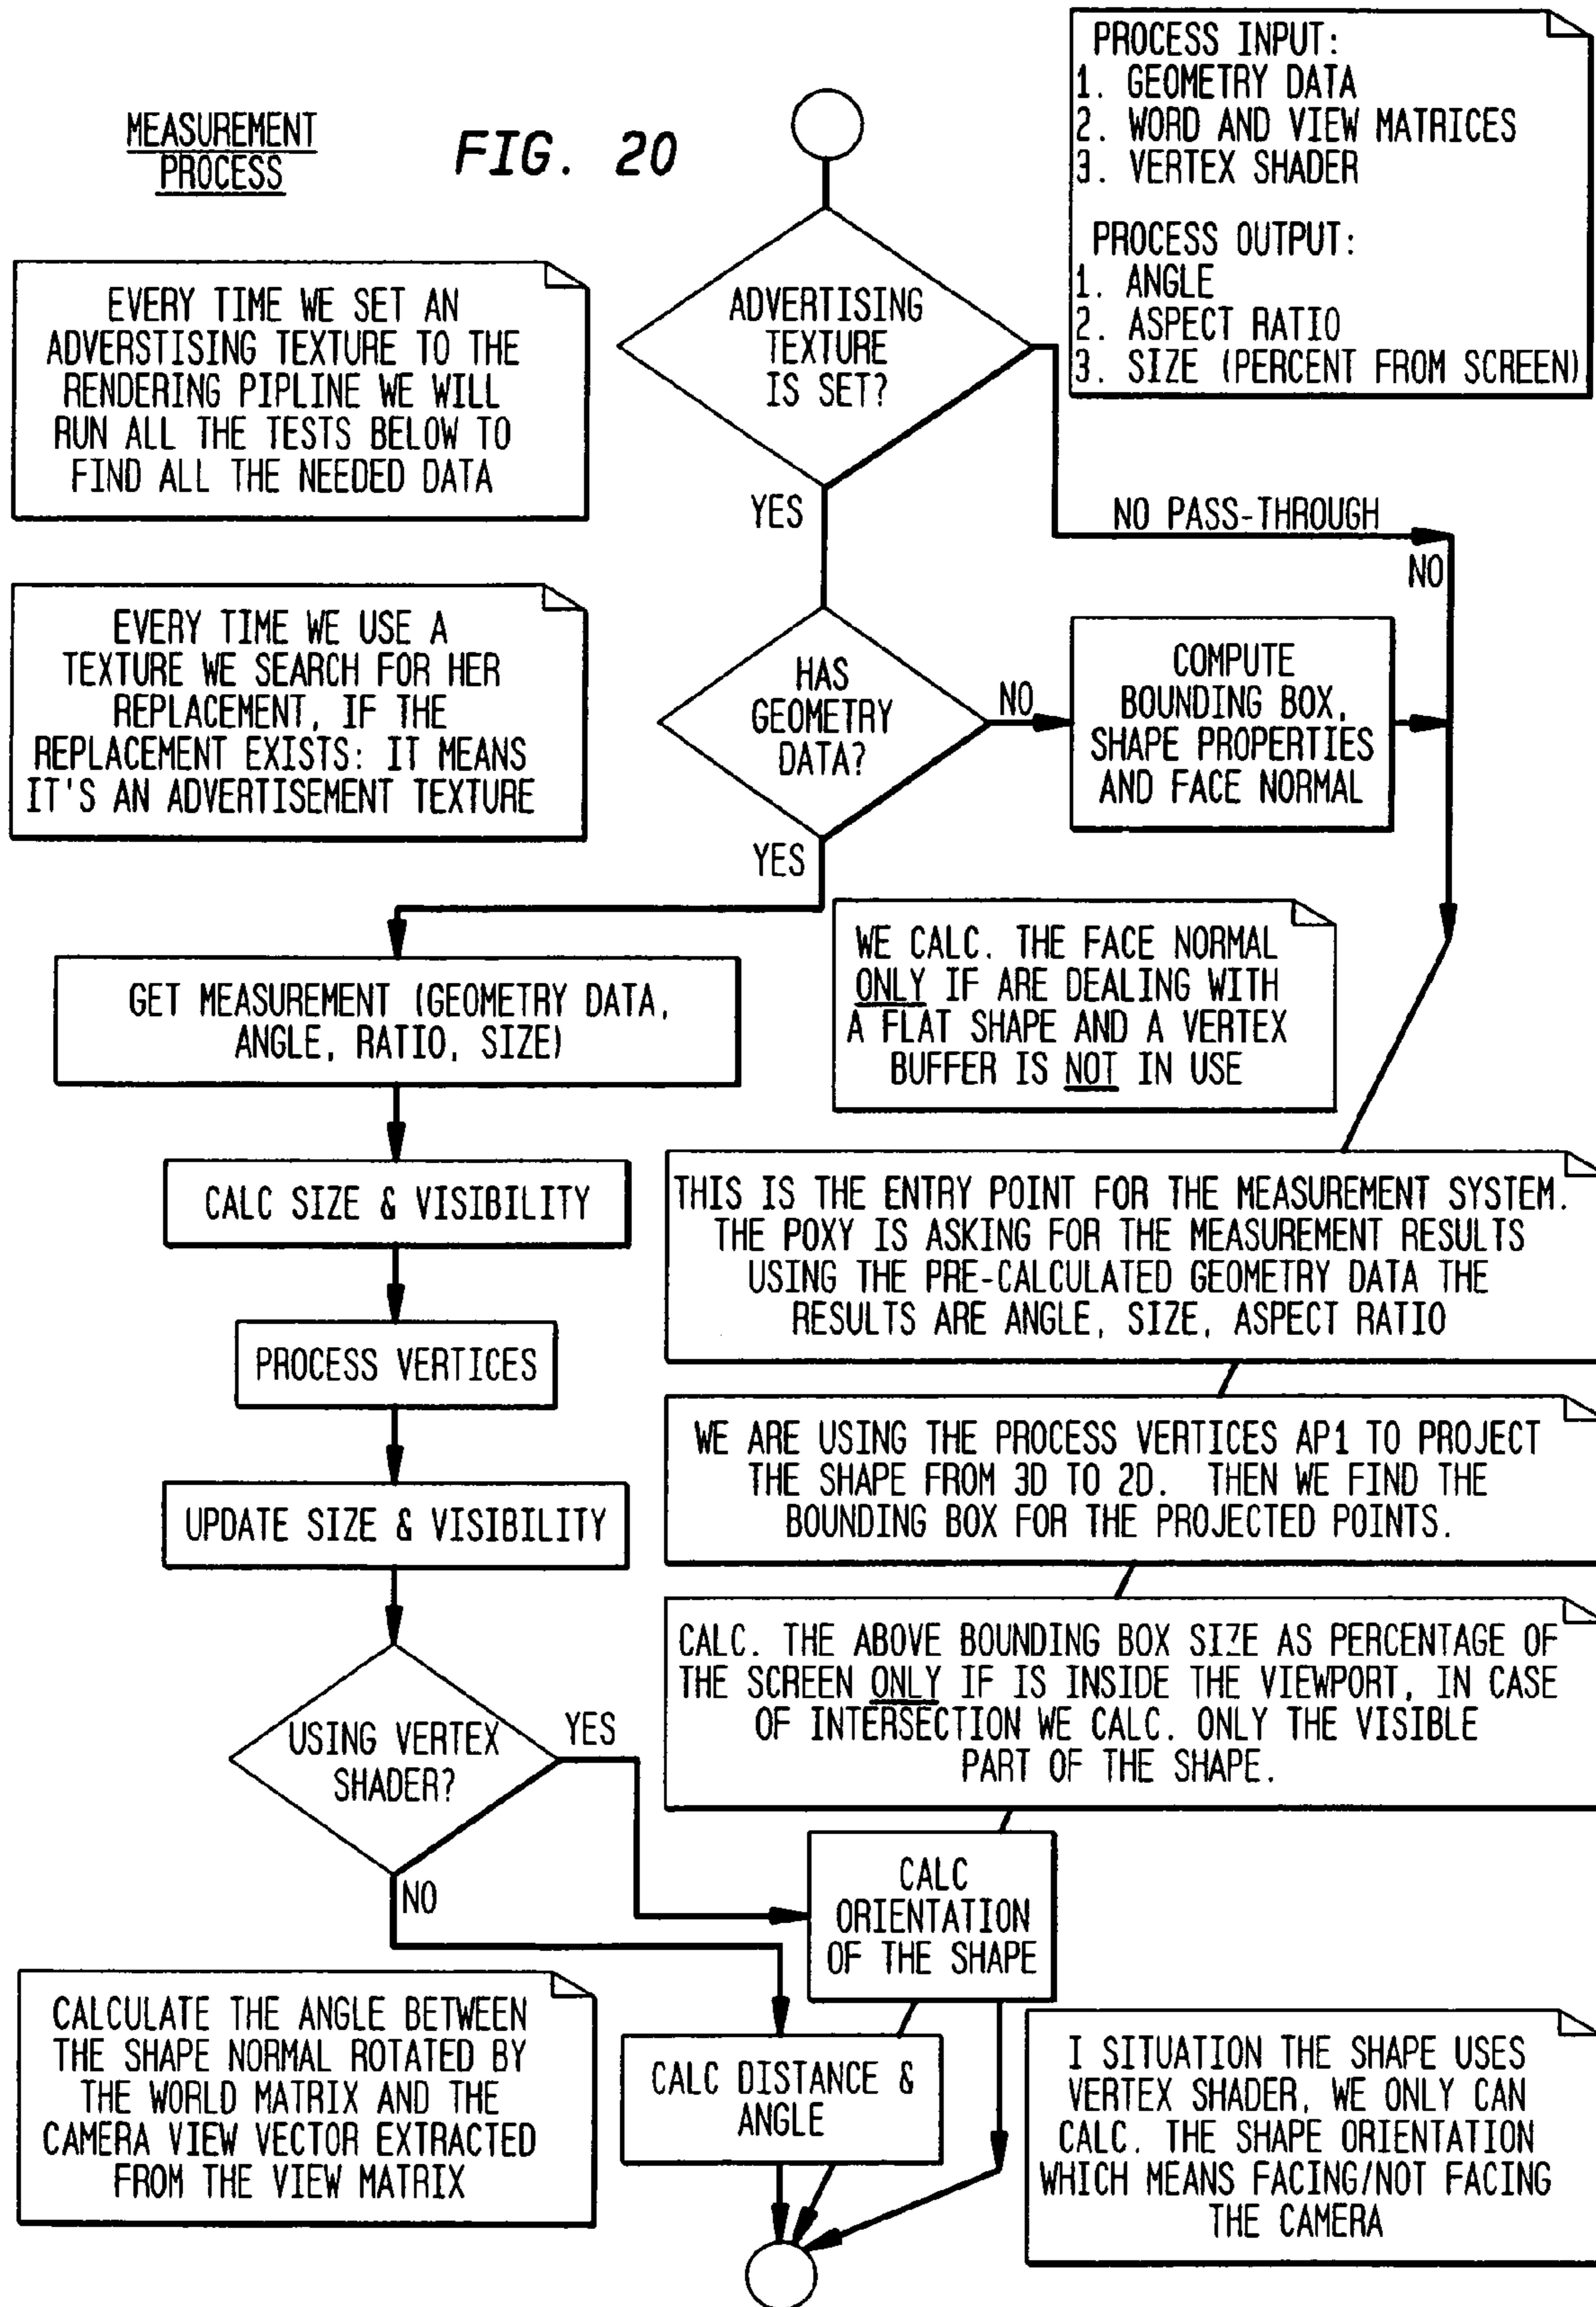 MEASUREMENT
PROCESS
FIG. 20
PROCESS INPUT:
1. GEOMETRY DATA
2. WORD AND VIEW MATRICES
3. VERTEX SHADER
PROCESS OUTPUT:
1. ANGLE
2. ASPECT RATIO
3. SIZE (PERCENT FROM SCREEN)
EVERY TIME WE SET AN
ADVERSTISING TEXTURE TO THE
RENDERING PIPLINE WE WILL
RUN ALL THE TESTS BELOW TO
FIND ALL THE NEEDED DATA
ADVERTISING
TEXTURE
IS SET?
YES
NO PASS-THROUGH
NO
EVERY TIME WE USE A
TEXTURE WE SEARCH FOR HER
REPLACEMENT, IF THE
REPLACEMENT EXISTS: IT MEANS
IT'S AN ADVERTISEMENT TEXTURE
HAS
GEOMETRY
DATA?
NO
COMPUTE
BOUNDING BOX,
SHAPE PROPERTIES
AND FACE NORMAL
YES
WE CALC. THE FACE NORMAL
ONLY IF ARE DEALING WITH
A FLAT SHAPE AND A VERTEX
BUFFER IS NOT IN USE
GET MEASUREMENT (GEOMETRY DATA,
ANGLE, RATIO, SIZE)
CALC SIZE & VISIBILITY
THIS IS THE ENTRY POINT FOR THE MEASUREMENT SYSTEM.
THE POXY IS ASKING FOR THE MEASUREMENT RESULTS
USING THE PRE-CALCULATED GEOMETRY DATA THE
RESULTS ARE ANGLE, SIZE, ASPECT RATIO
PROCESS VERTICES
WE ARE USING THE PROCESS VERTICES AP1 TO PROJECT
THE SHAPE FROM 3D TO 2D. THEN WE FIND THE
BOUNDING BOX FOR THE PROJECTED POINTS.
UPDATE SIZE & VISIBILITY
CALC. THE ABOVE BOUNDING BOX SIZE AS PERCENTAGE OF
THE SCREEN ONLY IF IS INSIDE THE VIEWPORT, IN CASE
OF INTERSECTION WE CALC. ONLY THE VISIBLE
PART OF THE SHAPE.
USING VERTEX
SHADER?
YES
NO
CALC
ORIENTATION
OF THE SHAPE
CALCULATE THE ANGLE BETWEEN
THE SHAPE NORMAL ROTATED BY
THE WORLD MATRIX AND THE
CAMERA VIEW VECTOR EXTRACTED
FROM THE VIEW MATRIX
CALC DISTANCE &
ANGLE
I SITUATION THE SHAPE USES
VERTEX SHADER, WE ONLY CAN
CALC. THE SHAPE ORIENTATION
WHICH MEANS FACING/NOT FACING
THE CAMERA